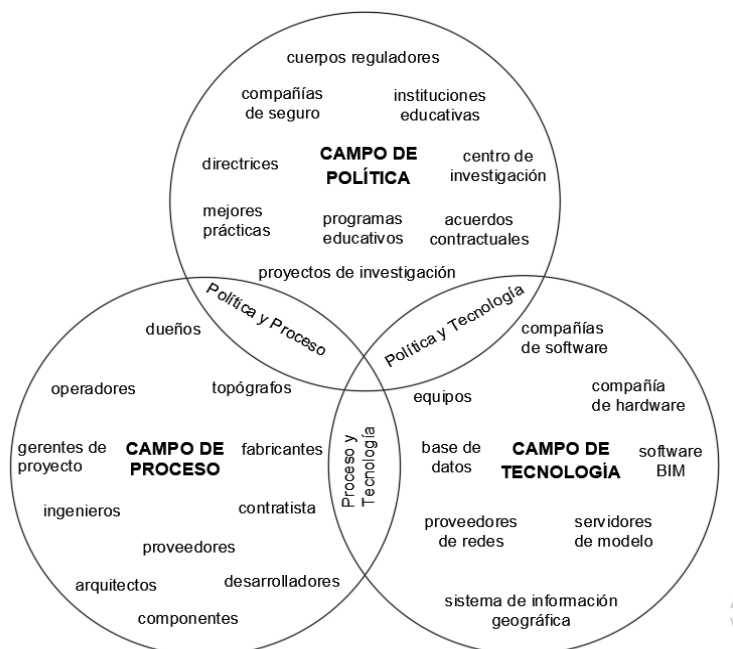 cuerpos reguladores
compañías
de seguro
instituciones
educativas
directrices
CAMPO DE
POLÍTICA
centro de
investigación
mejores
prácticas
programas
educativos
acuerdos
contractuales
proyectos de investigación
Política y Proceso
Política y Tecnología
dueños
operadores
topógrafos
gerentes de
proyecto
CAMPO DE
PROCESO
fabricantes
ingenieros
contratista
proveedores
arquitectos
desarrolladores
componentes
Proceso y
Tecnología
compañías
de software
equipos
compañía
de hardware
base de
datos
CAMPO DE
TECNOLOGÍA
software
BIM
proveedores
de redes
servidores
de modelo
sistema de información
geográfica